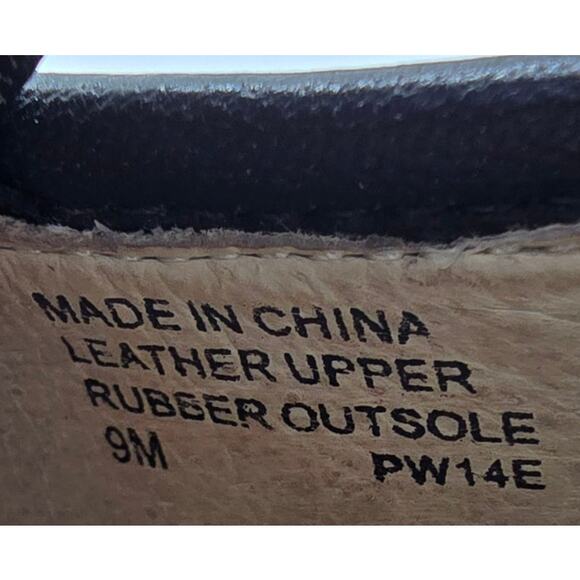 MADE IN CHINA
LEATHER UPPER
RUBBER OUTSOLE
9M PW14E